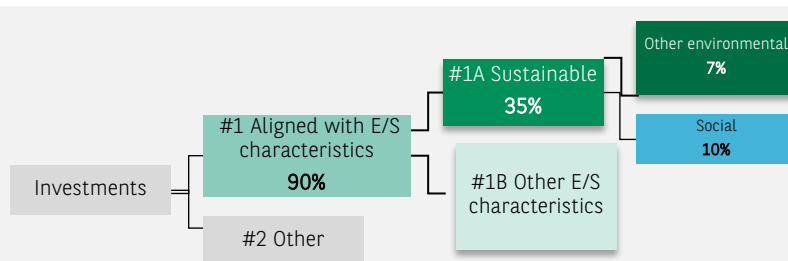 Other environmental
7%
#1A Sustainable
35%
Social
10%
#1 Aligned with E/S
characteristics
90%
#1B Other E/S
characteristics
Investments
#2 Other